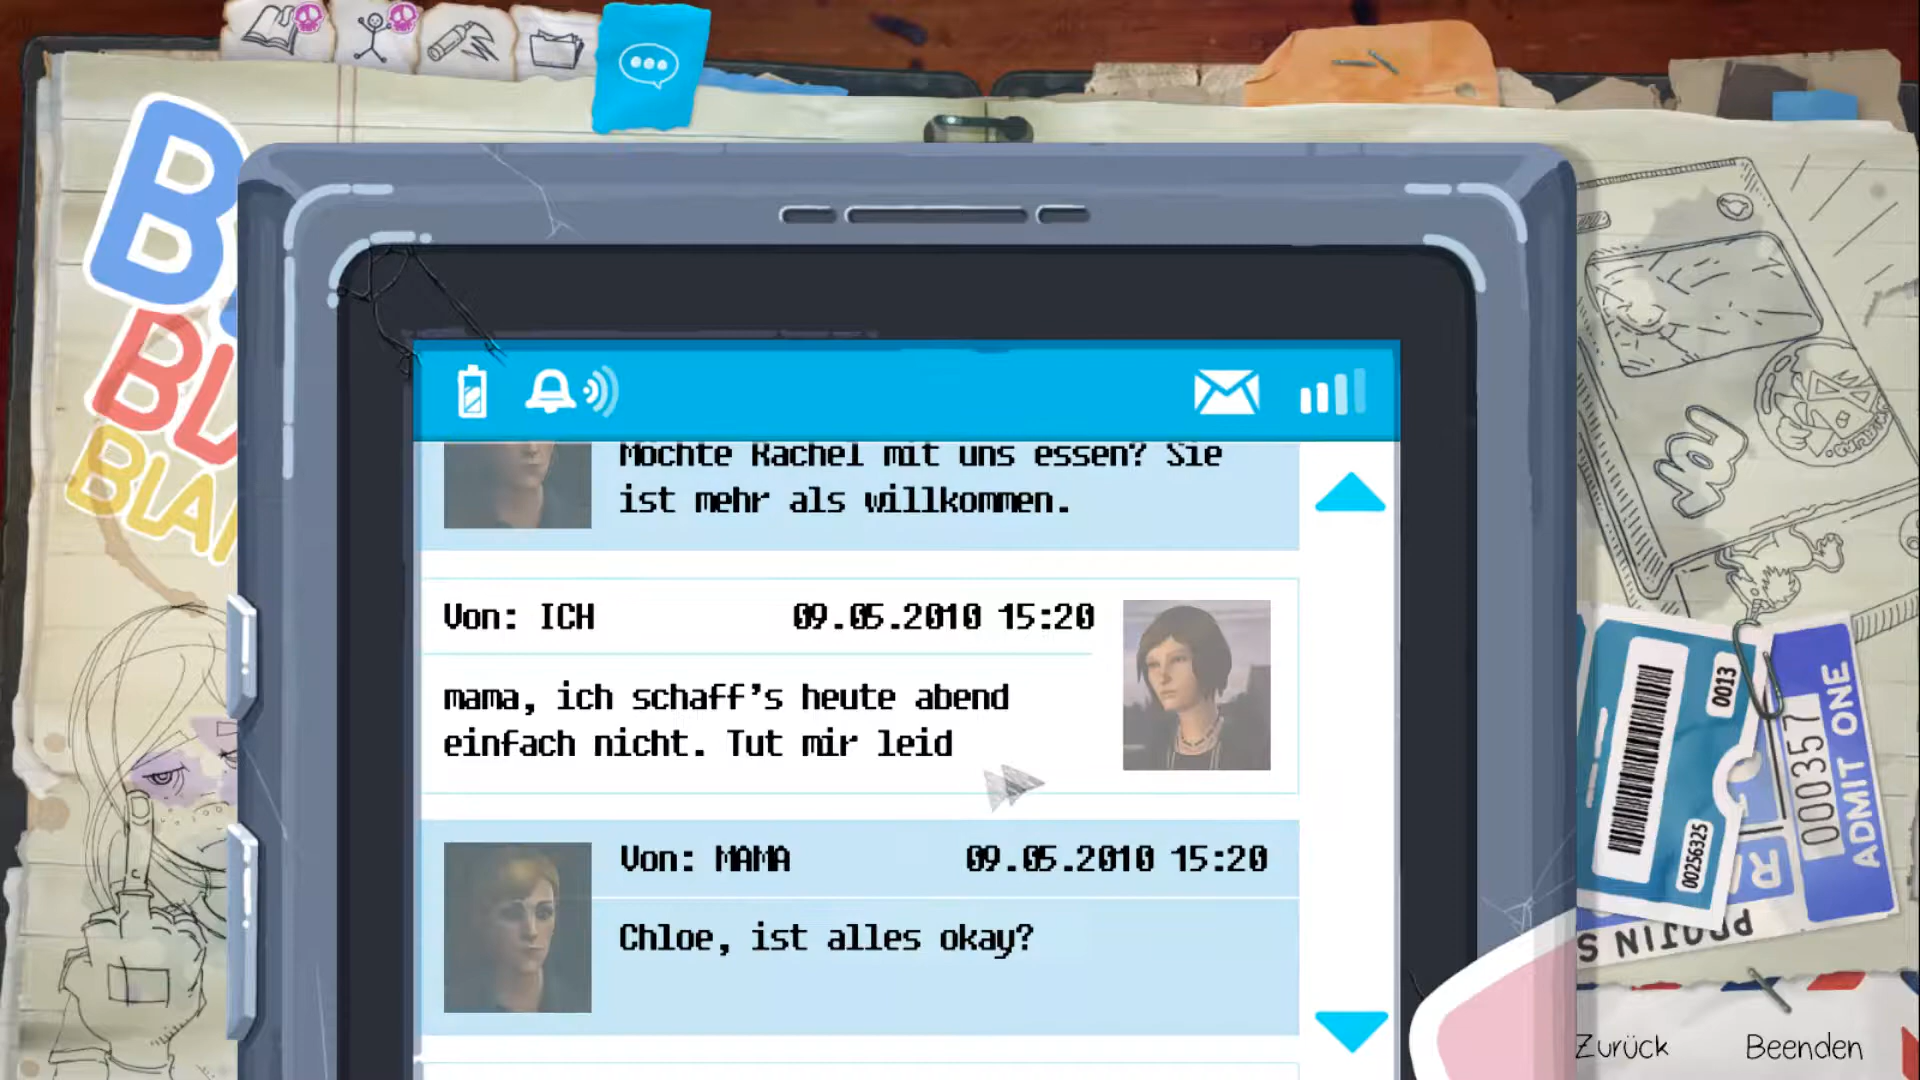 Möchte Rachel mit uns essen? Sie
ist mehr als willkommen.
Von: ICH 09.05.2010 15:20
mama, ich schaff's heute abend
einfach nicht. Tut mir leid
Von: MAMA 09.05.2010 15:20
Chloe, ist alles okay?
0013
00256325
000357
ADMIT ONE
Zurück
Beenden